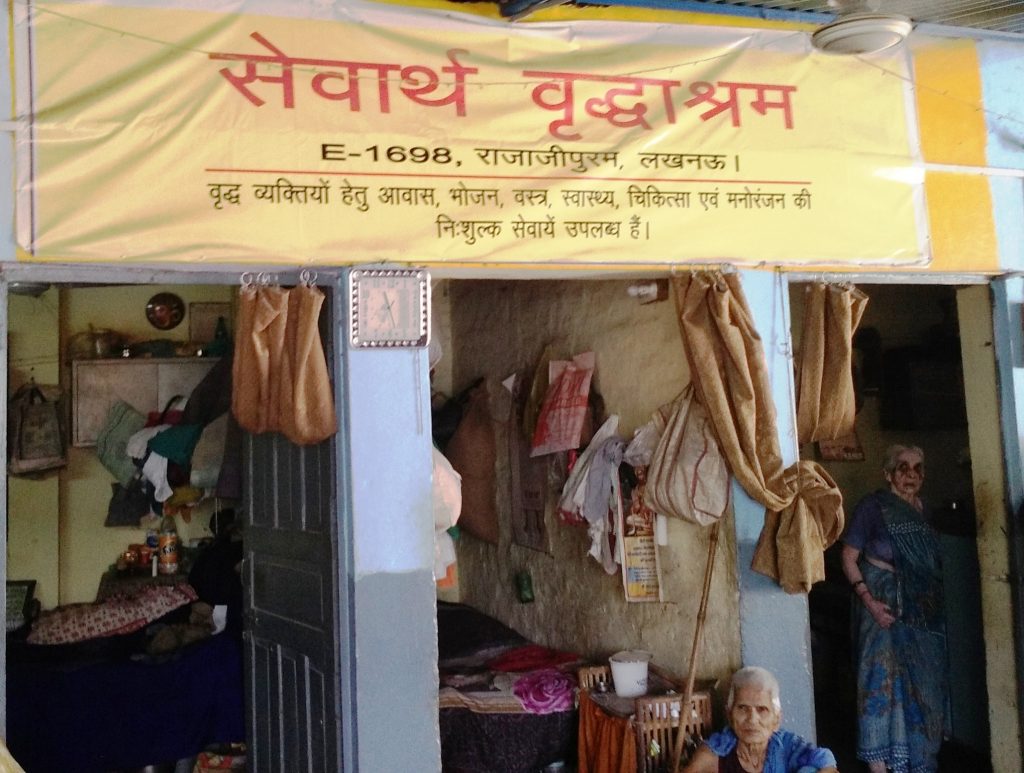 सेवार्थ वृद्धाश्रम
E-1698, राजाजीपुरम, लखनऊ।
वृद्ध व्यक्तियों हेतु आवास, भोजन, वस्त्र, स्वास्थ्य, चिकित्सा एवं मनोरंजन की
निःशुल्क सेवायें उपलब्ध हैं।